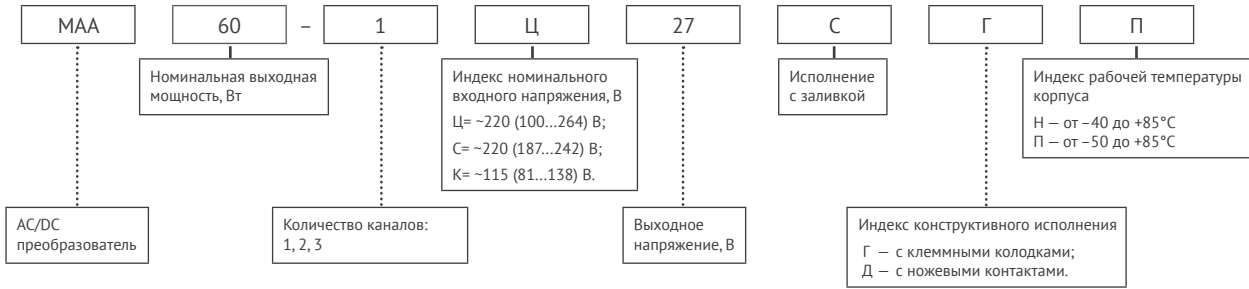 МАА 60 – 1 Ц 27 С Г П
Номинальная выходная
мощность, Вт
Индекс номинального
входного напряжения, В
Ц= ~220 (100...264) В;
С= ~220 (187...242) В;
К= ~115 (81...138) В.
Исполнение
с заливкой
Индекс рабочей температуры
корпуса
Н — от –40 до +85°С
П — от –50 до +85°С
AC/DC
преобразователь
Количество каналов:
1, 2, 3
Выходное
напряжение, В
Индекс конструктивного исполнения
Г — с клеммными колодками;
Д — с ножевыми контактами.